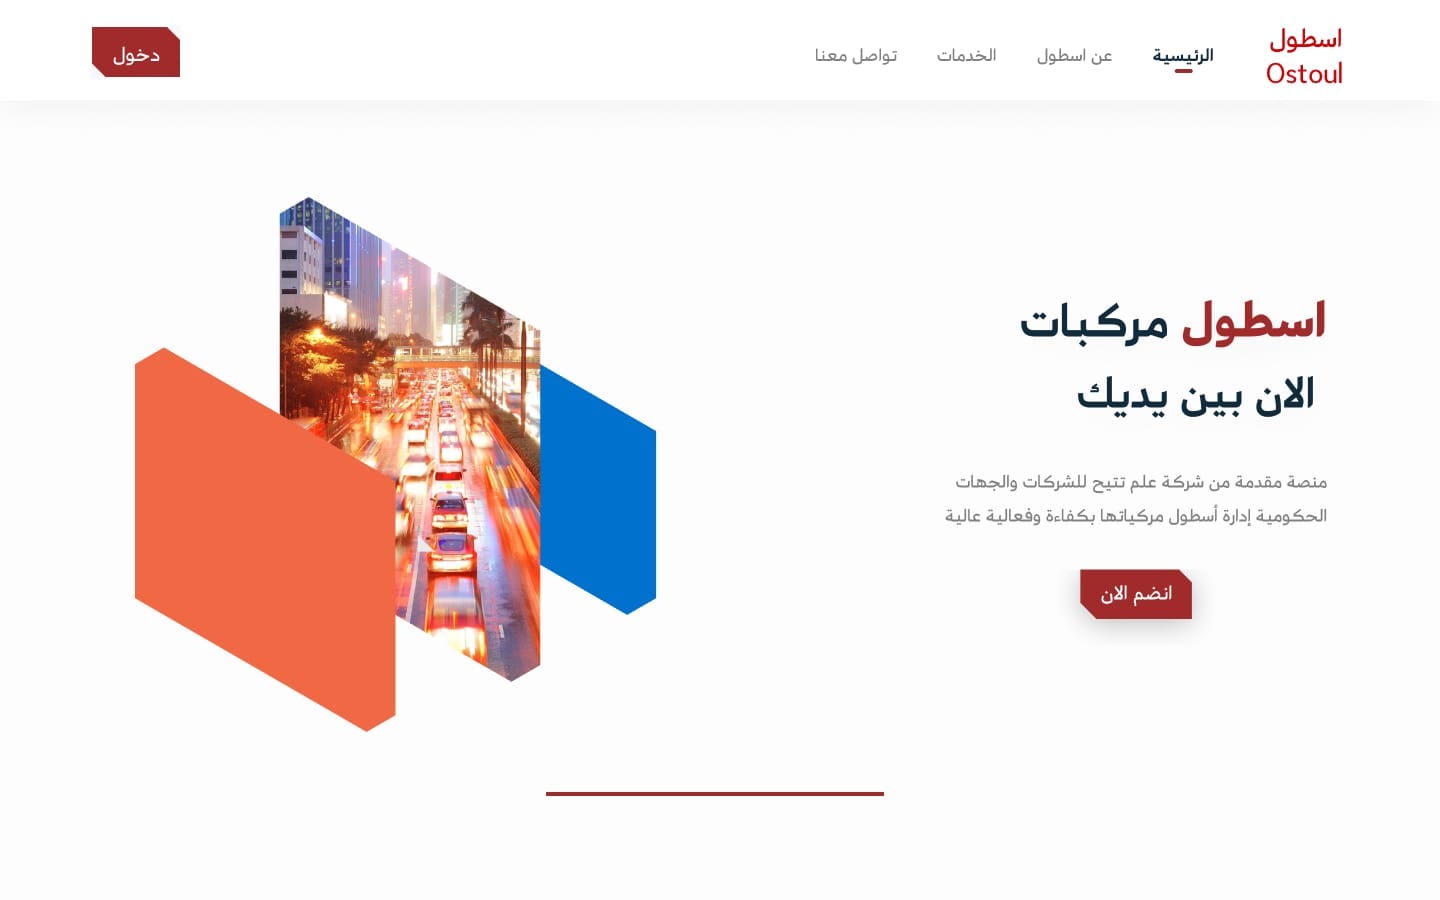 اسطول
Ostoul
الرئيسية
عن اسطول
الخدمات
تواصل معنا
دخول
اسطول مركبات
الان بين يديك
منصة مقدمة من شركة علم تتيح للشركات والجهات
الحكومية إدارة أسطول مركياتها بكفاءة وفعالية عالية
انضم الان